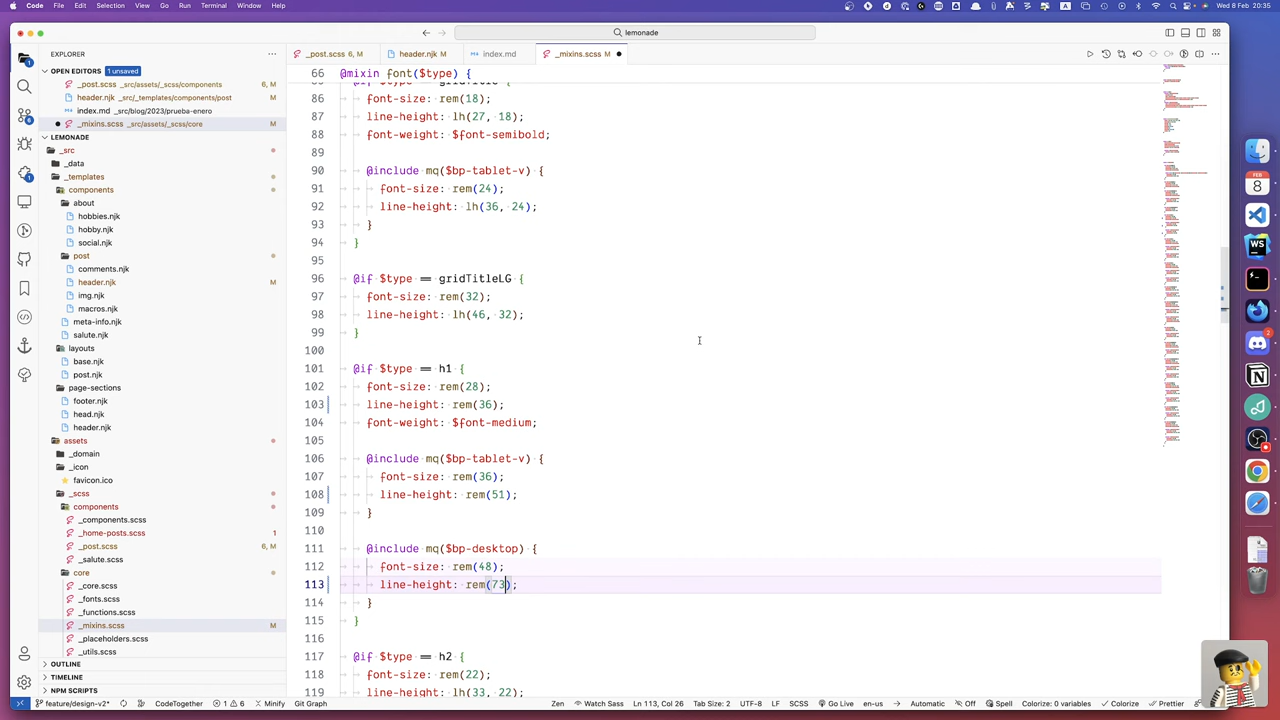 Code File Edit Selection View Go Run Terminal Window Help
Wed 8 Feb 20:35
lemonade
EXPLORER
_post.scss 6, M
header.njk M
index.md
_mixins.scss M
OPEN EDITORS 1 unsaved
_post.scss _src/assets/_scss/components 6, M
header.njk _src/_templates/components/post M
index.md _src/blog/2023/prueba-enero
_mixins.scss _src/assets/_scss/core M
LEMONADE
_src
_data
_templates
components
about
hobbies.njk
hobby.njk
social.njk
post
comments.njk
header.njk M
img.njk
macros.njk
meta-info.njk
salute.njk
layouts
base.njk
post.njk
page-sections
footer.njk
head.njk
header.njk
assets
_domain
_icon
favicon.ico
_scss
components
_components.scss
_home-posts.scss 1
_post.scss 6, M
_salute.scss
core
_core.scss
_fonts.scss
_functions.scss
_mixins.scss M
_placeholders.scss
_utils.scss
OUTLINE
TIMELINE
NPM SCRIPTS
66 @mixin font($type) {
86 font-size: rem(18);
87 line-height: lh(27, 18);
88 font-weight: $font-semibold;
89
90 @include mq($bp-tablet-v) {
91 font-size: rem(24);
92 line-height: lh(36, 24);
93 }
94 }
95
96 @if $type == gridTitleLG {
97 font-size:
98 line-height: 32);
99 }
100
101 @if $type == h1 {
102 font-size: rem(28);
103 line-height: rem(36);
104 font-weight: $font-medium;
105
106 @include mq($bp-tablet-v) {
107 font-size: rem(36);
108 line-height: rem(51);
109 }
110
111 @include mq($bp-desktop) {
112 font-size: rem(48);
113 line-height: rem(73);
114 }
115 }
116
117 @if $type == h2 {
118 font-size: rem(22);
119 line-height: lh(33, 22);
feature/design-v2* CodeTogether 1 6 Minify Git Graph
Zen Watch Sass Ln 113, Col 26 Tab Size: 2 UTF-8 LF SCSS Go Live en-us Automatic Off Spell Colorize: 0 variables Colorize Prettier
FEB
8
WS
2